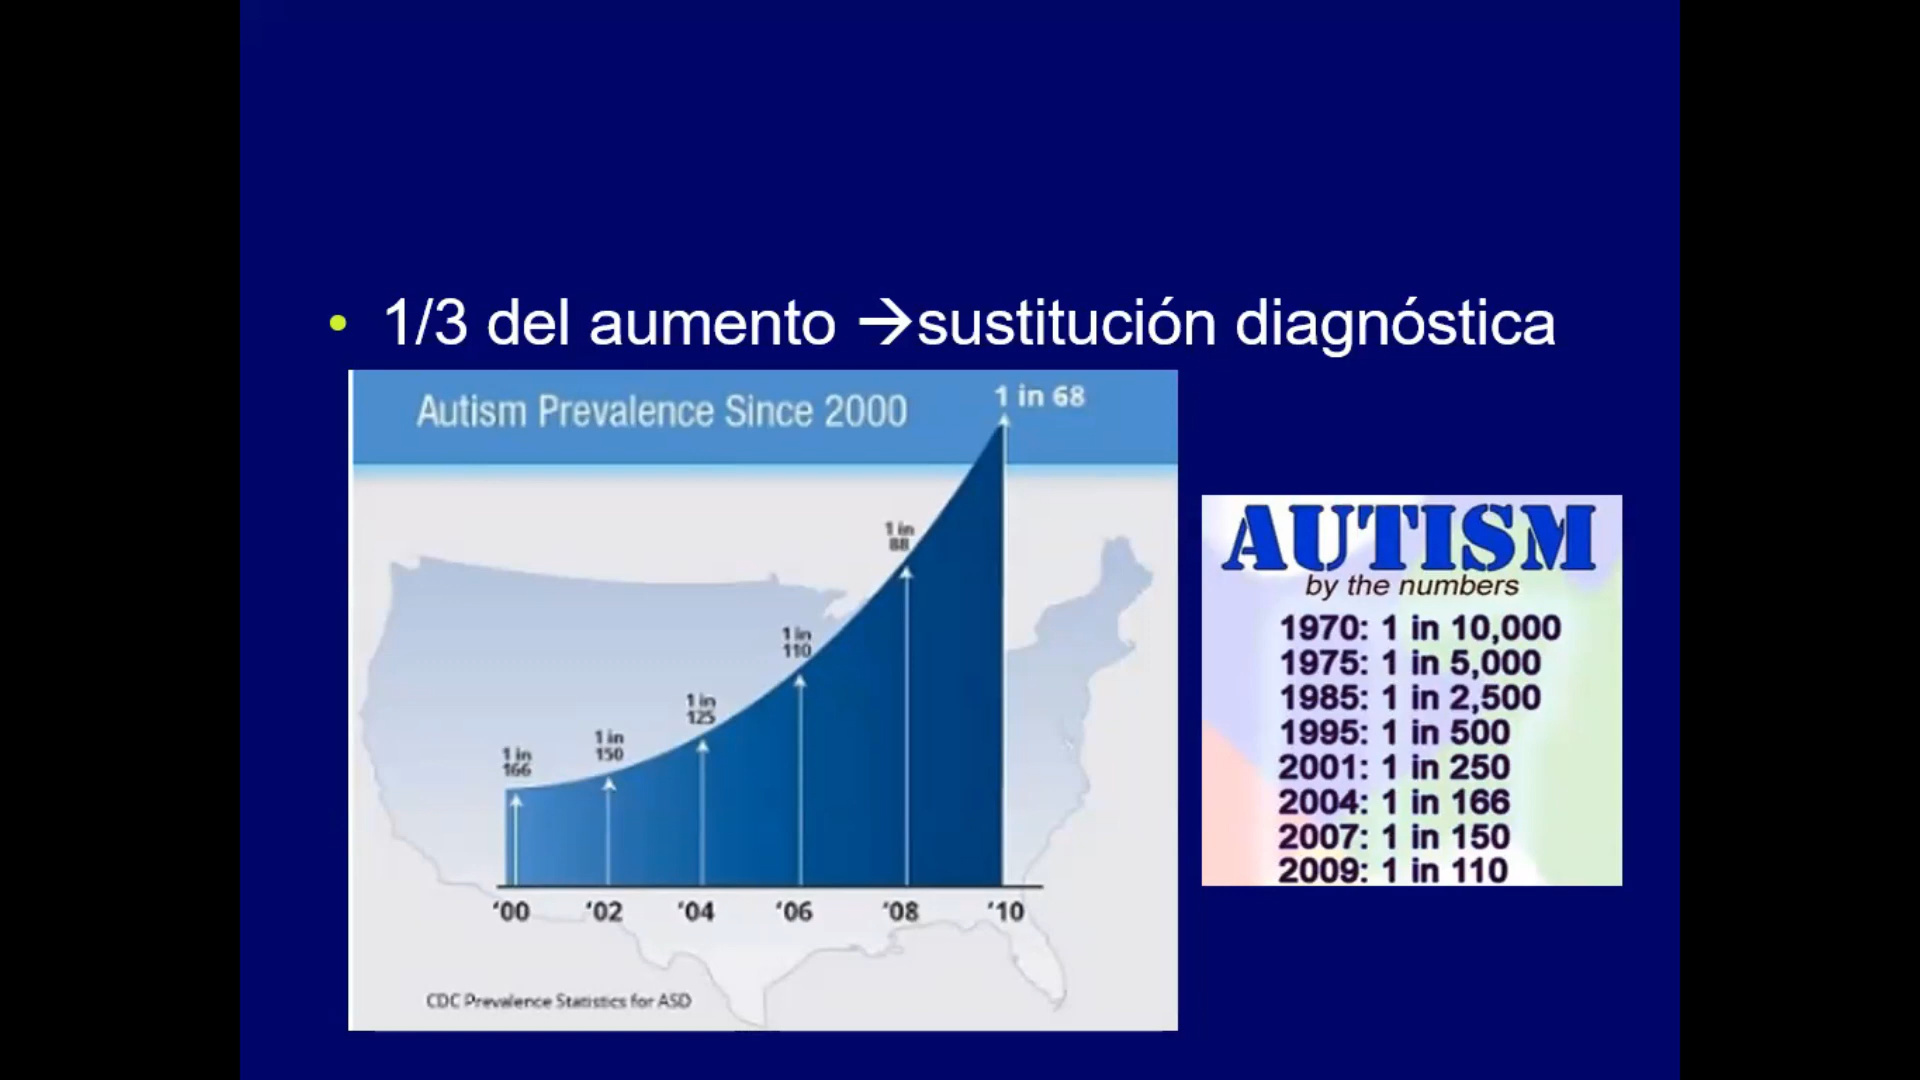 • 1/3 del aumento →sustitución diagnóstica
Autism Prevalence Since 2000
1 in 68
1 in
88
1 in
110
1 in
125
1 in
150
1 in
166
‘00 ‘02 ‘04 ‘06 ‘08 ‘10
CDC Prevalence Statistics for ASD
AUTISM
by the numbers
1970: 1 in 10,000
1975: 1 in 5,000
1985: 1 in 2,500
1995: 1 in 500
2001: 1 in 250
2004: 1 in 166
2007: 1 in 150
2009: 1 in 110